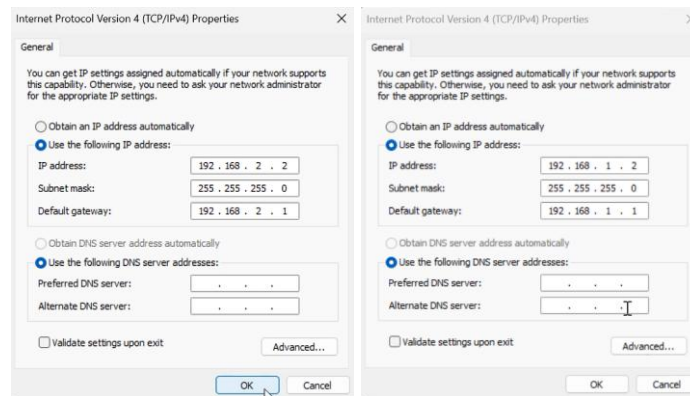 Internet Protocol Version 4 (TCP/IPv4) Properties
General
You can get IP settings assigned automatically if your network supports
this capability. Otherwise, you need to ask your network administrator
for the appropriate IP settings.
Obtain an IP address automatically
Use the following IP address:
IP address: 192 . 168 . 2 . 2
Subnet mask: 255 . 255 . 255 . 0
Default gateway: 192 . 168 . 2 . 1
Obtain DNS server address automatically
Use the following DNS server addresses:
Preferred DNS server: . . .
Alternate DNS server: . . .
Validate settings upon exit
Advanced...
OK Cancel
Internet Protocol Version 4 (TCP/IPv4) Properties
General
You can get IP settings assigned automatically if your network supports
this capability. Otherwise, you need to ask your network administrator
for the appropriate IP settings.
Obtain an IP address automatically
Use the following IP address:
IP address: 192 . 168 . 1 . 2
Subnet mask: 255 . 255 . 255 . 0
Default gateway: 192 . 168 . 1 . 1
Obtain DNS server address automatically
Use the following DNS server addresses:
Preferred DNS server: . . .
Alternate DNS server: . . .
Validate settings upon exit
Advanced...
OK Cancel